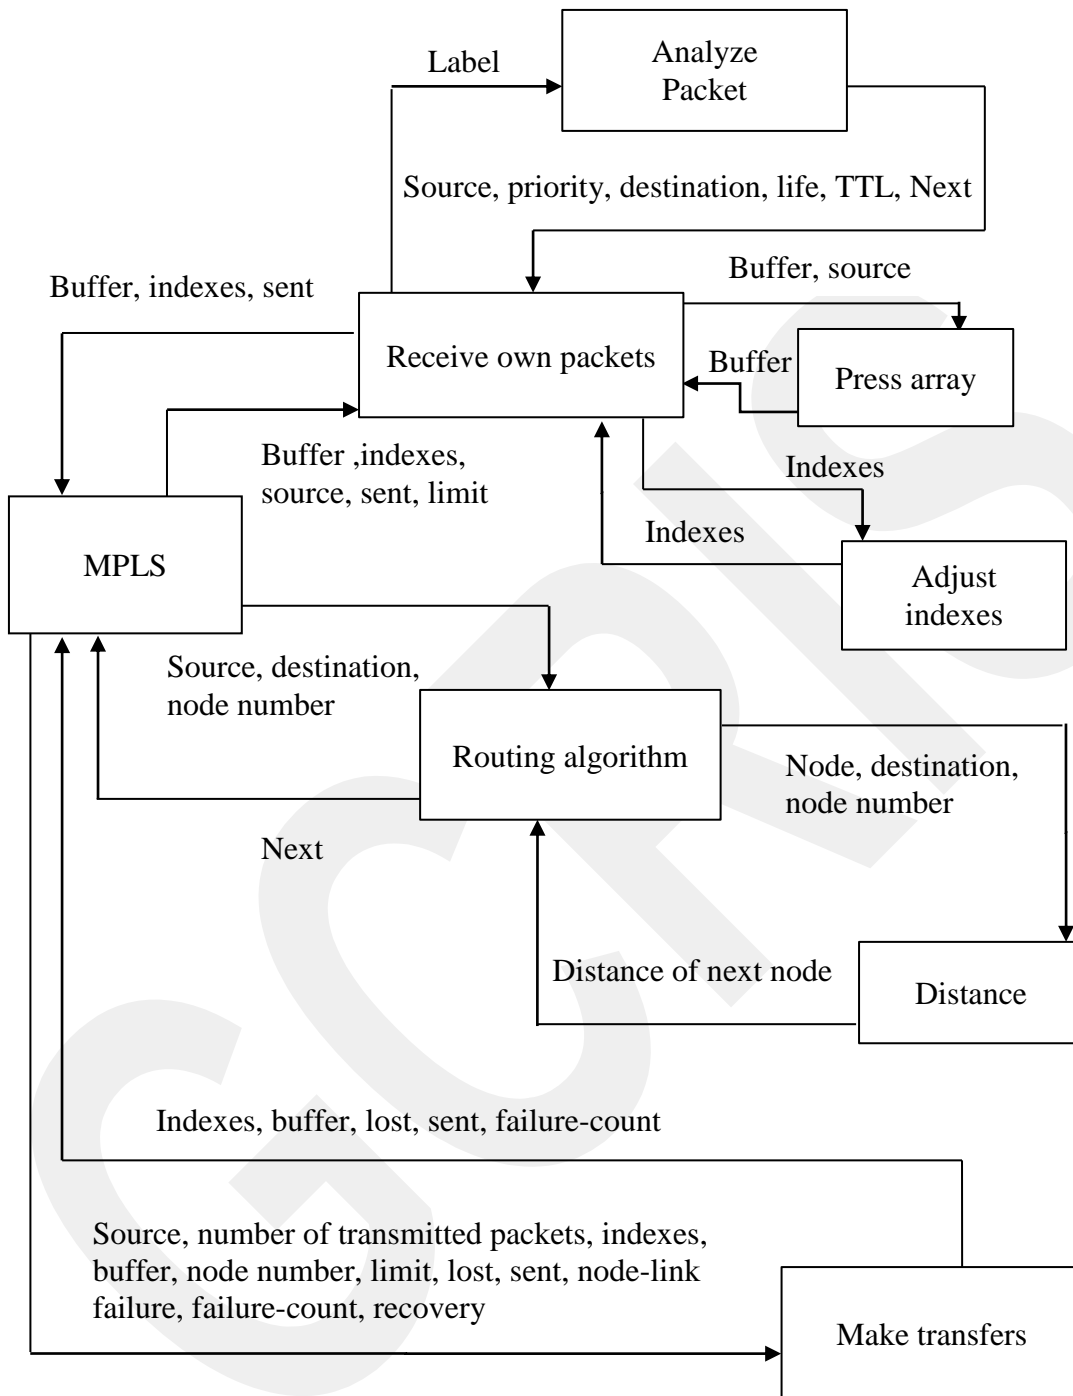 Analyze
Packet
Label
Source, priority, destination, life, TTL, Next
Buffer, source
Buffer, indexes, sent
Receive own packets
Buffer
Press array
Buffer ,indexes,
source, sent, limit
Indexes
Indexes
MPLS
Adjust
indexes
Source, destination,
node number
Routing algorithm
Node, destination,
node number
Next
Distance of next node
Distance
Indexes, buffer, lost, sent, failure-count
Source, number of transmitted packets, indexes,
buffer, node number, limit, lost, sent, node-link
failure, failure-count, recovery
Make transfers
GCRIS